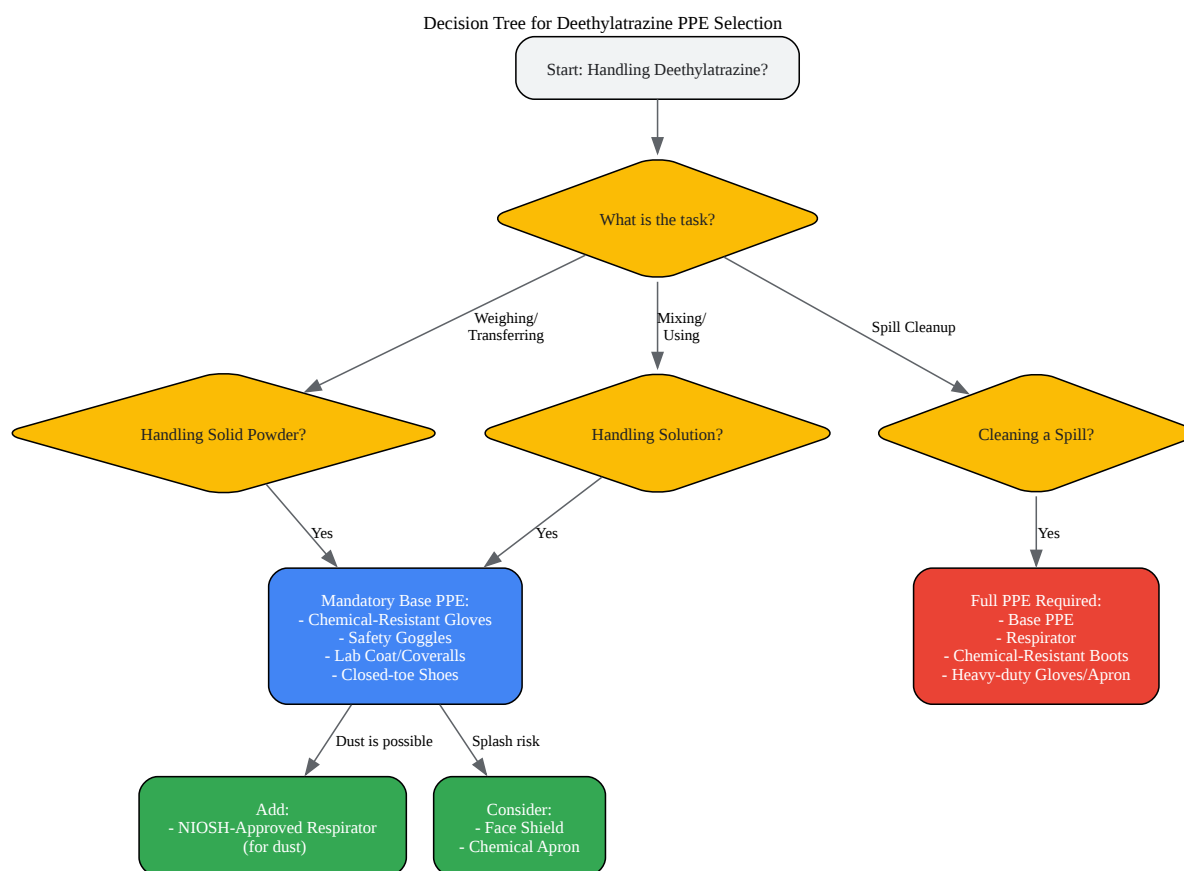 Decision Tree for Deethylatrazine PPE Selection
Start: Handling Deethylatrazine?
What is the task?
Weighing/
Transferring
Mixing/
Using
Spill Cleanup
Handling Solid Powder?
Handling Solution?
Cleaning a Spill?
Yes
Yes
Yes
Mandatory Base PPE:
- Chemical-Resistant Gloves
- Safety Goggles
- Lab Coat/Coveralls
- Closed-toe Shoes
Full PPE Required:
- Base PPE
- Respirator
- Chemical-Resistant Boots
- Heavy-duty Gloves/Apron
Dust is possible
Splash risk
Add:
- NIOSH-Approved Respirator
(for dust)
Consider:
- Face Shield
- Chemical Apron